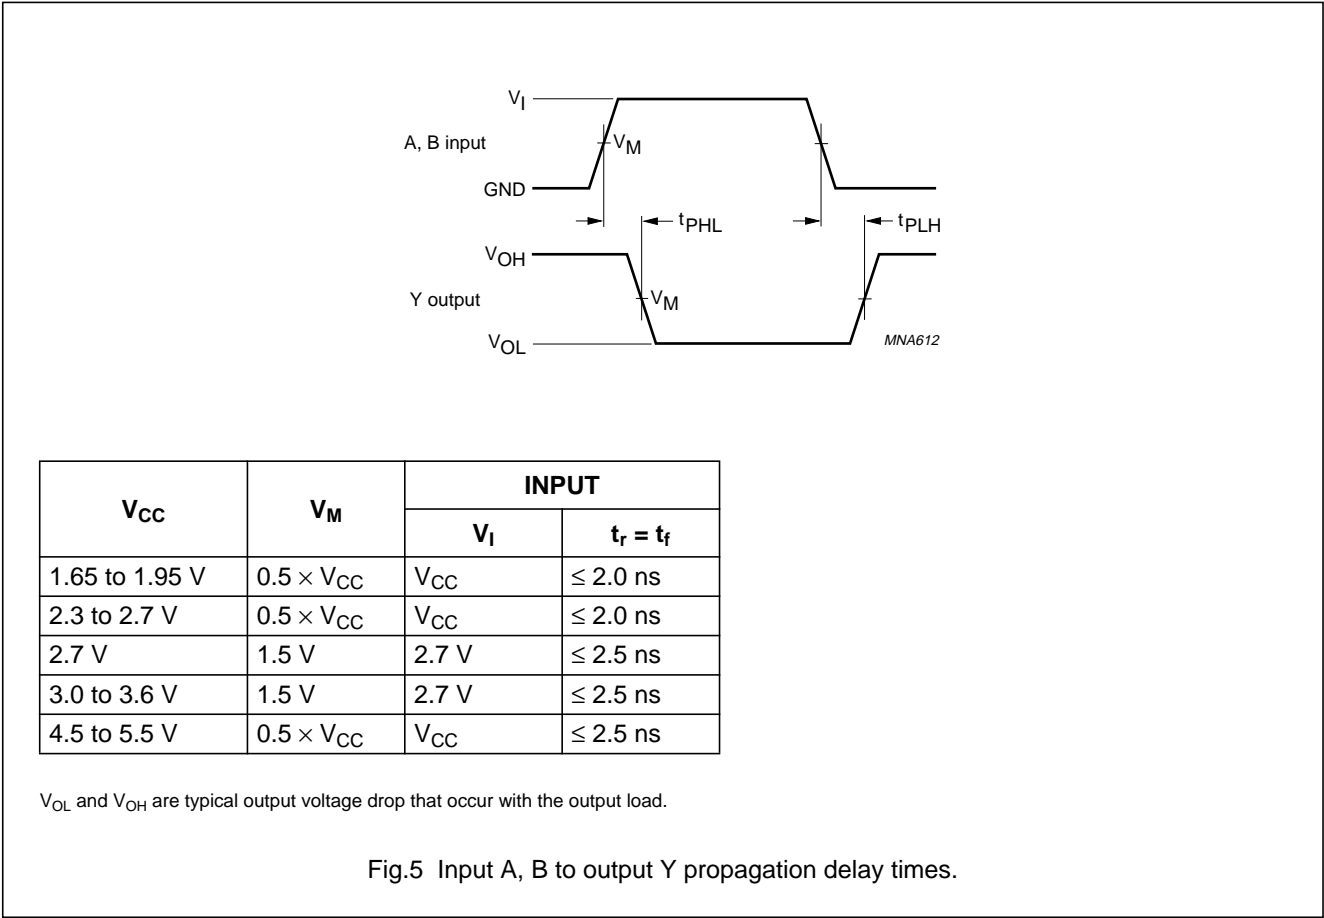 V_I
A, B input
V_M
GND
t_PHL
t_PLH
V_OH
Y output
V_M
V_OL
MNA612
V_CC V_M INPUT
V_I t_r = t_f
1.65 to 1.95 V 0.5 × V_CC V_CC ≤ 2.0 ns
2.3 to 2.7 V 0.5 × V_CC V_CC ≤ 2.0 ns
2.7 V 1.5 V 2.7 V ≤ 2.5 ns
3.0 to 3.6 V 1.5 V 2.7 V ≤ 2.5 ns
4.5 to 5.5 V 0.5 × V_CC V_CC ≤ 2.5 ns
V_OL and V_OH are typical output voltage drop that occur with the output load.
Fig.5 Input A, B to output Y propagation delay times.